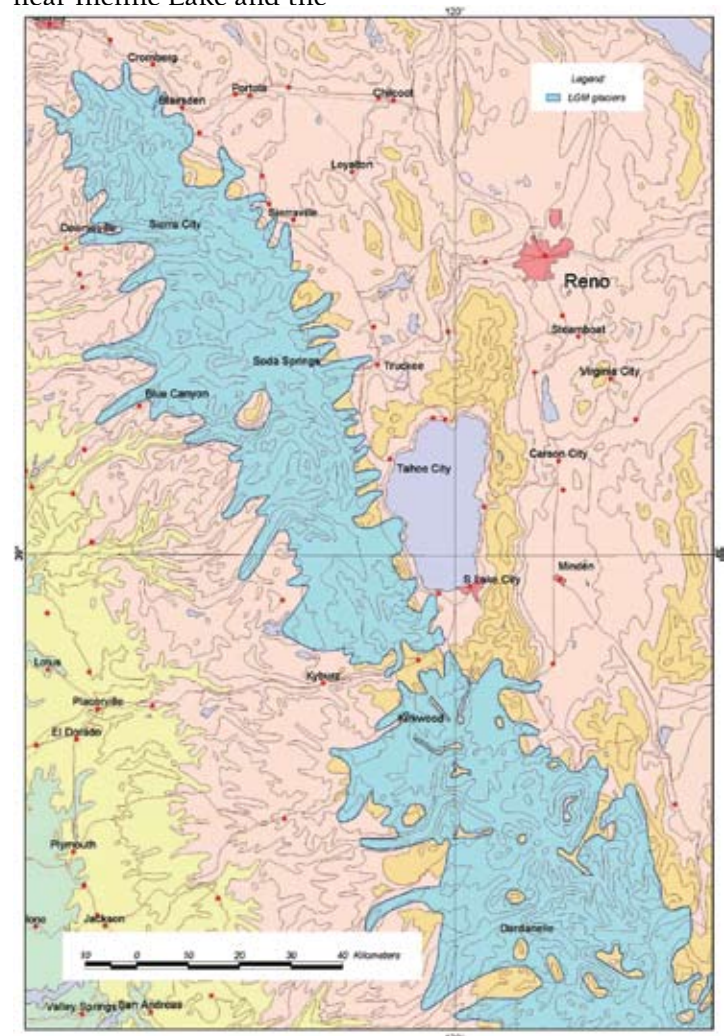 near Incline Lake and the
120°
Cromberg
Legend
LGM glaciers
Portola
Chilcoot
Blairsden
Loyalton
Sierraville
Downieville
Sierra City
Reno
Steamboat
Soda Springs
Truckee
Virginia City
Blue Canyon
Carson City
Tahoe City
39°
Minden
S Lake City
Lotus
Kyburz
Placerville
Kirkwood
El Dorado
Plymouth
Ione
Jackson
Dardanelle
10 0 10 20 30 40 Kilometers
Valley Springs
San Andreas